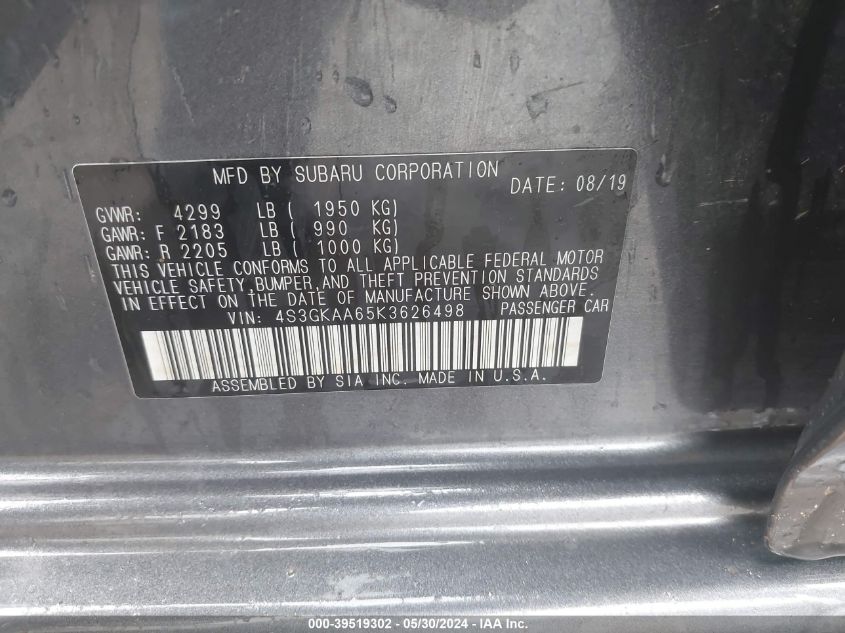 MFD BY SUBARU CORPORATION DATE: 08/19
GVWR: 4299 LB ( 1950 KG)
GAWR: F 2183 LB ( 990 KG)
GAWR: R 2205 LB ( 1000 KG)
THIS VEHICLE CONFORMS TO ALL APPLICABLE FEDERAL MOTOR
VEHICLE SAFETY, BUMPER, AND THEFT PREVENTION STANDARDS
IN EFFECT ON THE DATE OF MANUFACTURE SHOWN ABOVE.
VIN: 4S3GKAA65K3626498 PASSENGER CAR
ASSEMBLED BY SIA INC. MADE IN U.S.A.
000-39519302 - 05/30/2024 - IAA Inc.